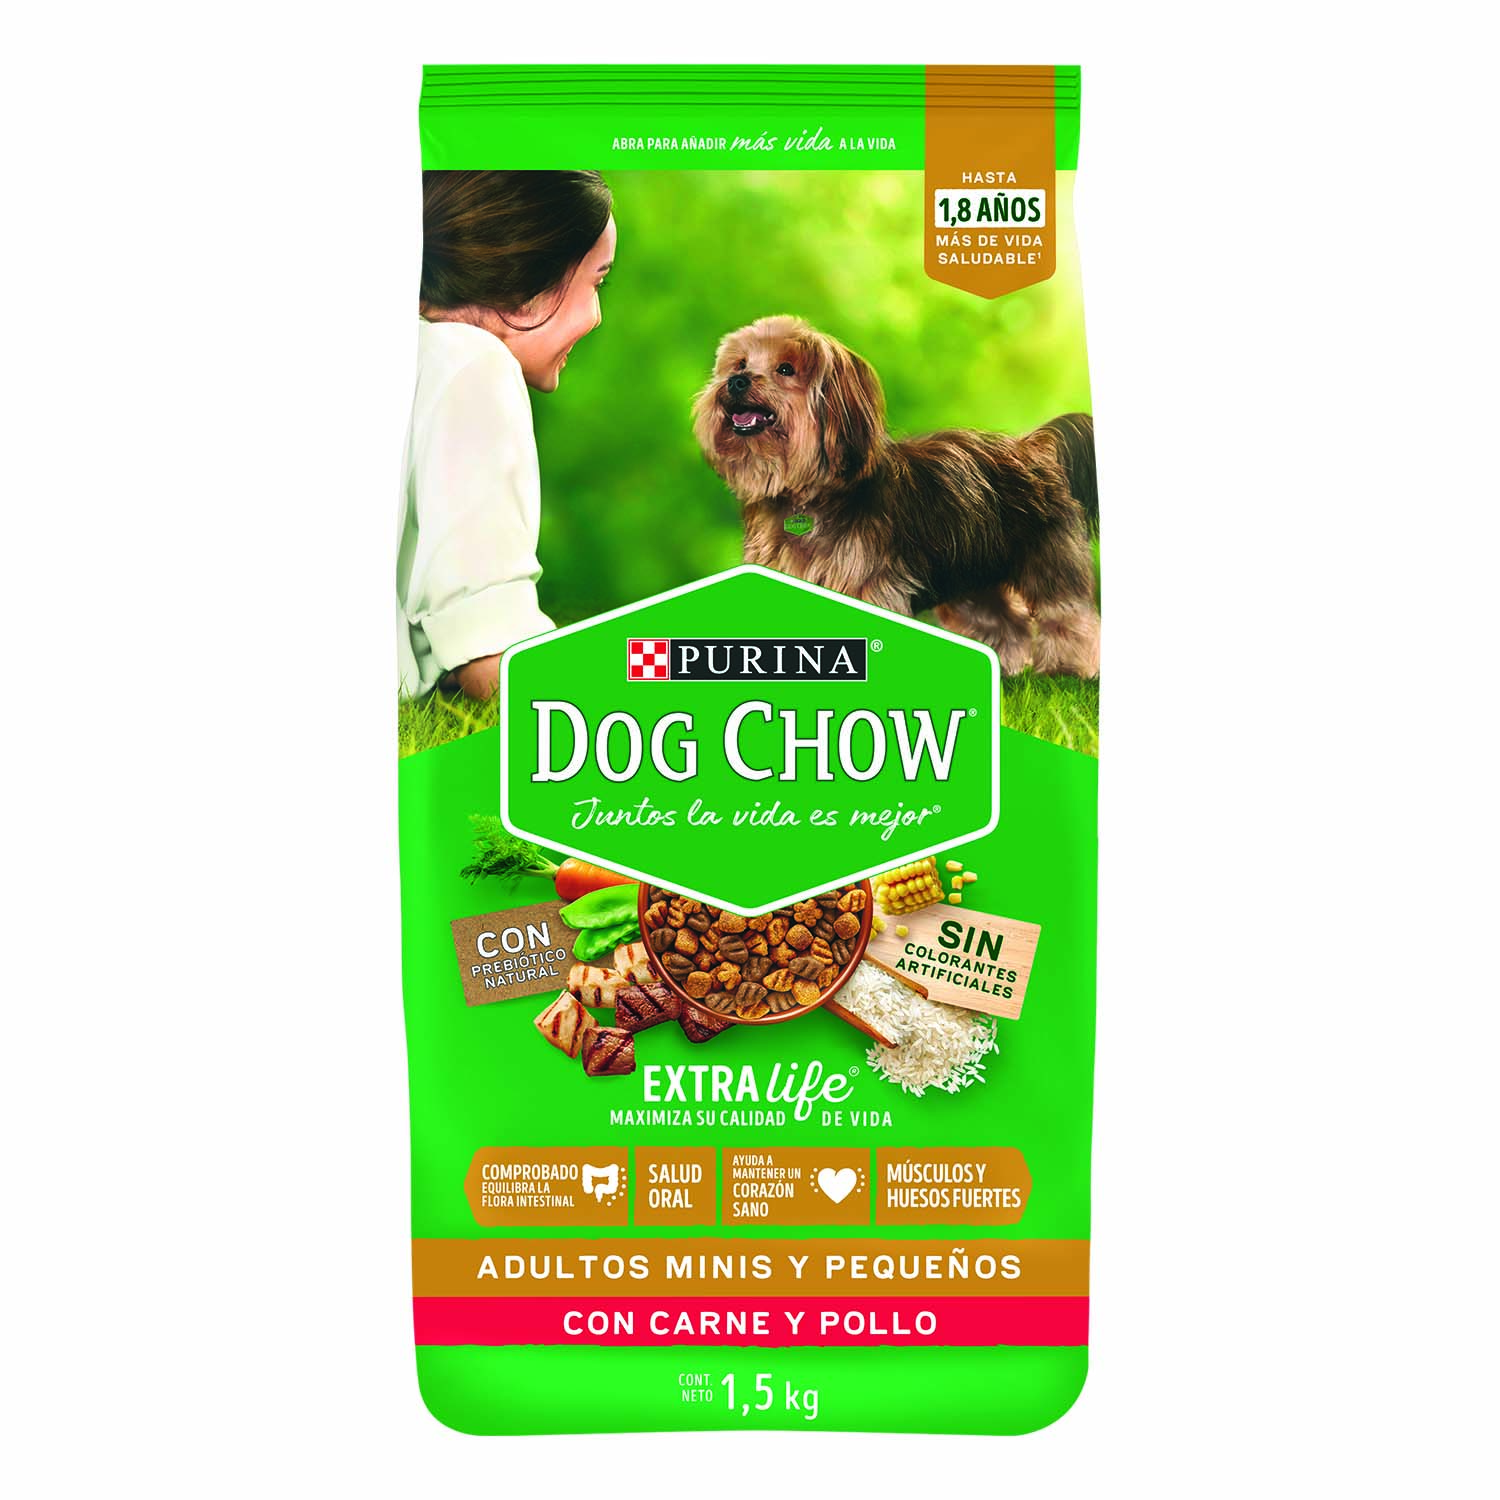 ABRA PARA AÑADIR más vida A LA VIDA
HASTA
1,8 AÑOS
MÁS DE VIDA
SALUDABLE¹
PURINA®
DOG CHOW®
Juntos la vida es mejor®
CON
PREBIÓTICO
NATURAL
SIN
COLORANTES
ARTIFICIALES
EXTRA life®
MAXIMIZA SU CALIDAD DE VIDA
COMPROBADO
EQUILIBRA LA
FLORA INTESTINAL
SALUD
ORAL
AYUDA A
MANTENER UN
CORAZÓN
SANO
MÚSCULOS Y
HUESOS FUERTES
ADULTOS MINIS Y PEQUEÑOS
CON CARNE Y POLLO
CONT.
NETO 1,5 kg